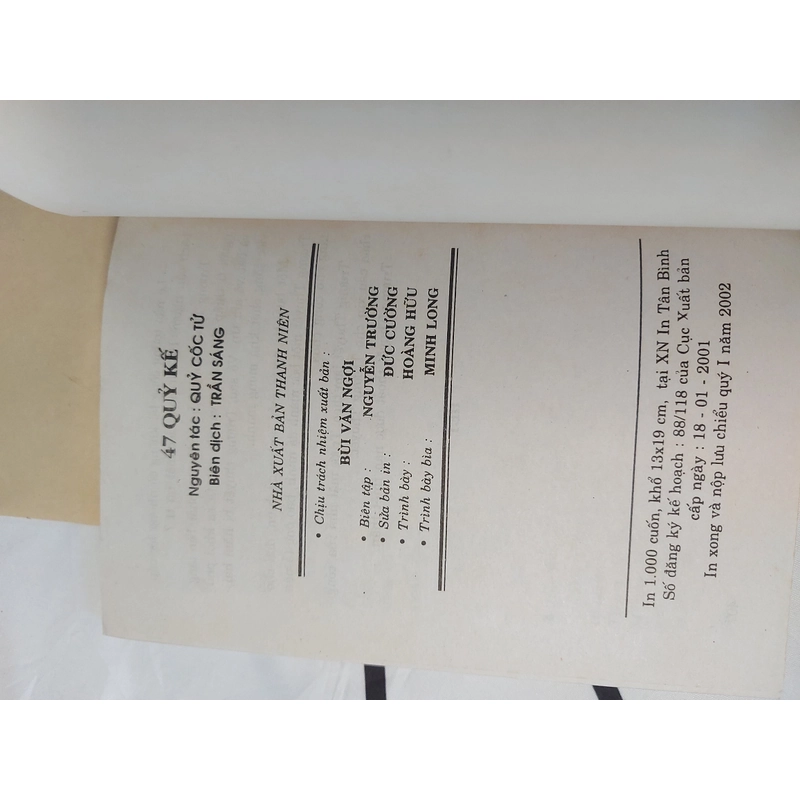 47 QUỶ KẾ
Nguyên tác : QUỶ CỐC TỬ
Biên dịch : TRẦN SÁNG
NHÀ XUẤT BẢN THANH NIÊN
• Chịu trách nhiệm xuất bản :
BÙI VĂN NGỢI
• Biên tập : NGUYỄN TRƯỜNG
• Sửa bản in : ĐỨC CƯỜNG
• Trình bày : HOÀNG HỮU
• Trình bày bìa : MINH LONG
In 1.000 cuốn, khổ 13x19 cm, tại XN In Tân Bình
Số đăng ký kế hoạch : 88/118 của Cục Xuất bản
cấp ngày : 18 - 01 - 2001
In xong và nộp lưu chiểu quý I năm 2002